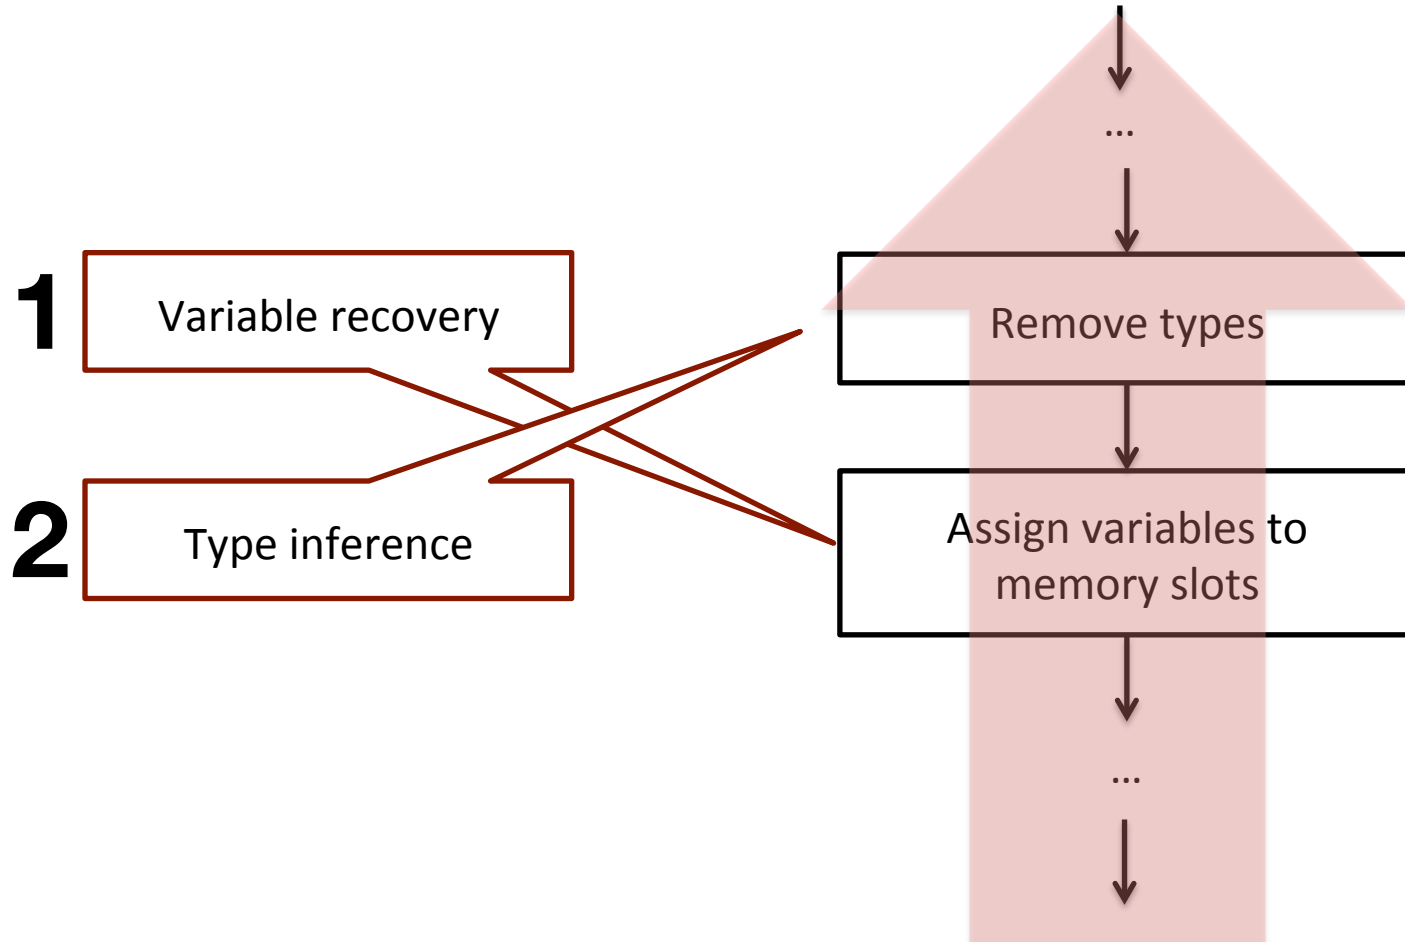 ...
1
Variable recovery
Remove types
2
Type inference
Assign variables to
memory slots
...